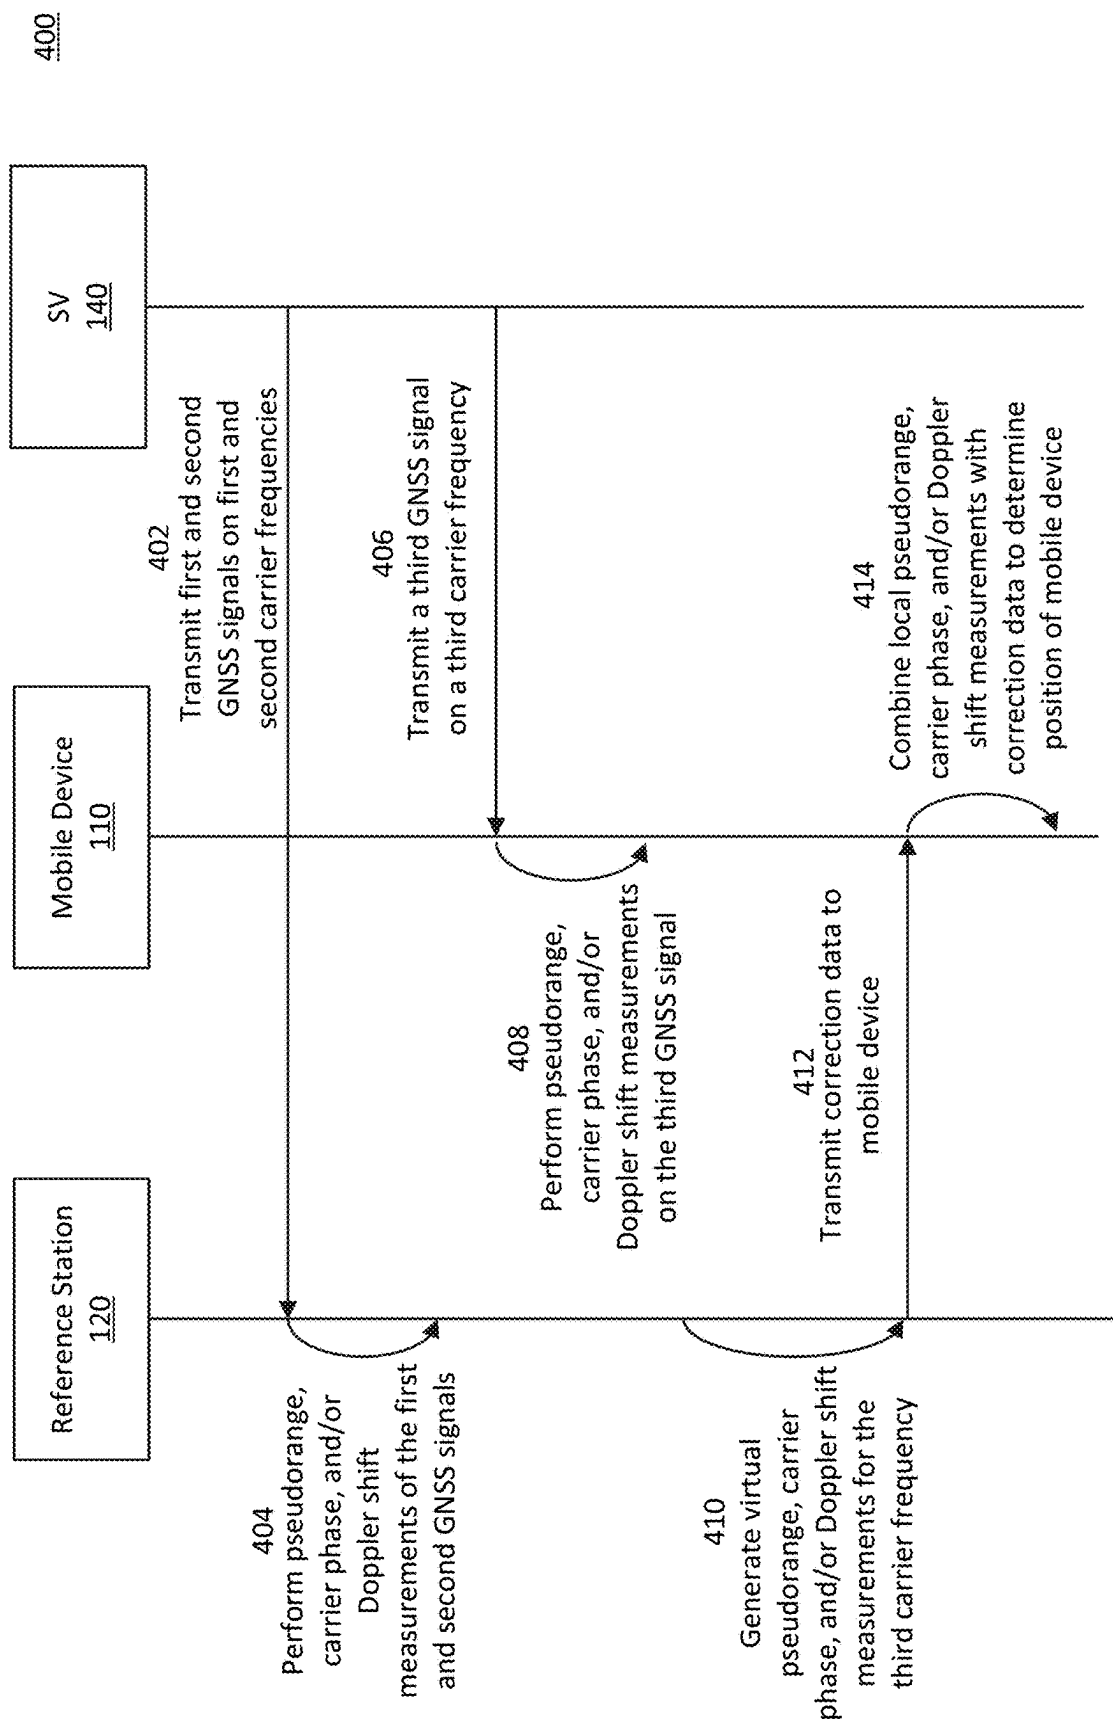 400
Reference Station
120
Mobile Device
110
SV
140
402
Transmit first and second
GNSS signals on first and
second carrier frequencies
404
Perform pseudorange,
carrier phase, and/or
Doppler shift
measurements of the first
and second GNSS signals
406
Transmit a third GNSS signal
on a third carrier frequency
408
Perform pseudorange,
carrier phase, and/or
Doppler shift measurements
on the third GNSS signal
410
Generate virtual
pseudorange, carrier
phase, and/or Doppler shift
measurements for the
third carrier frequency
412
Transmit correction data to
mobile device
414
Combine local pseudorange,
carrier phase, and/or Doppler
shift measurements with
correction data to determine
position of mobile device